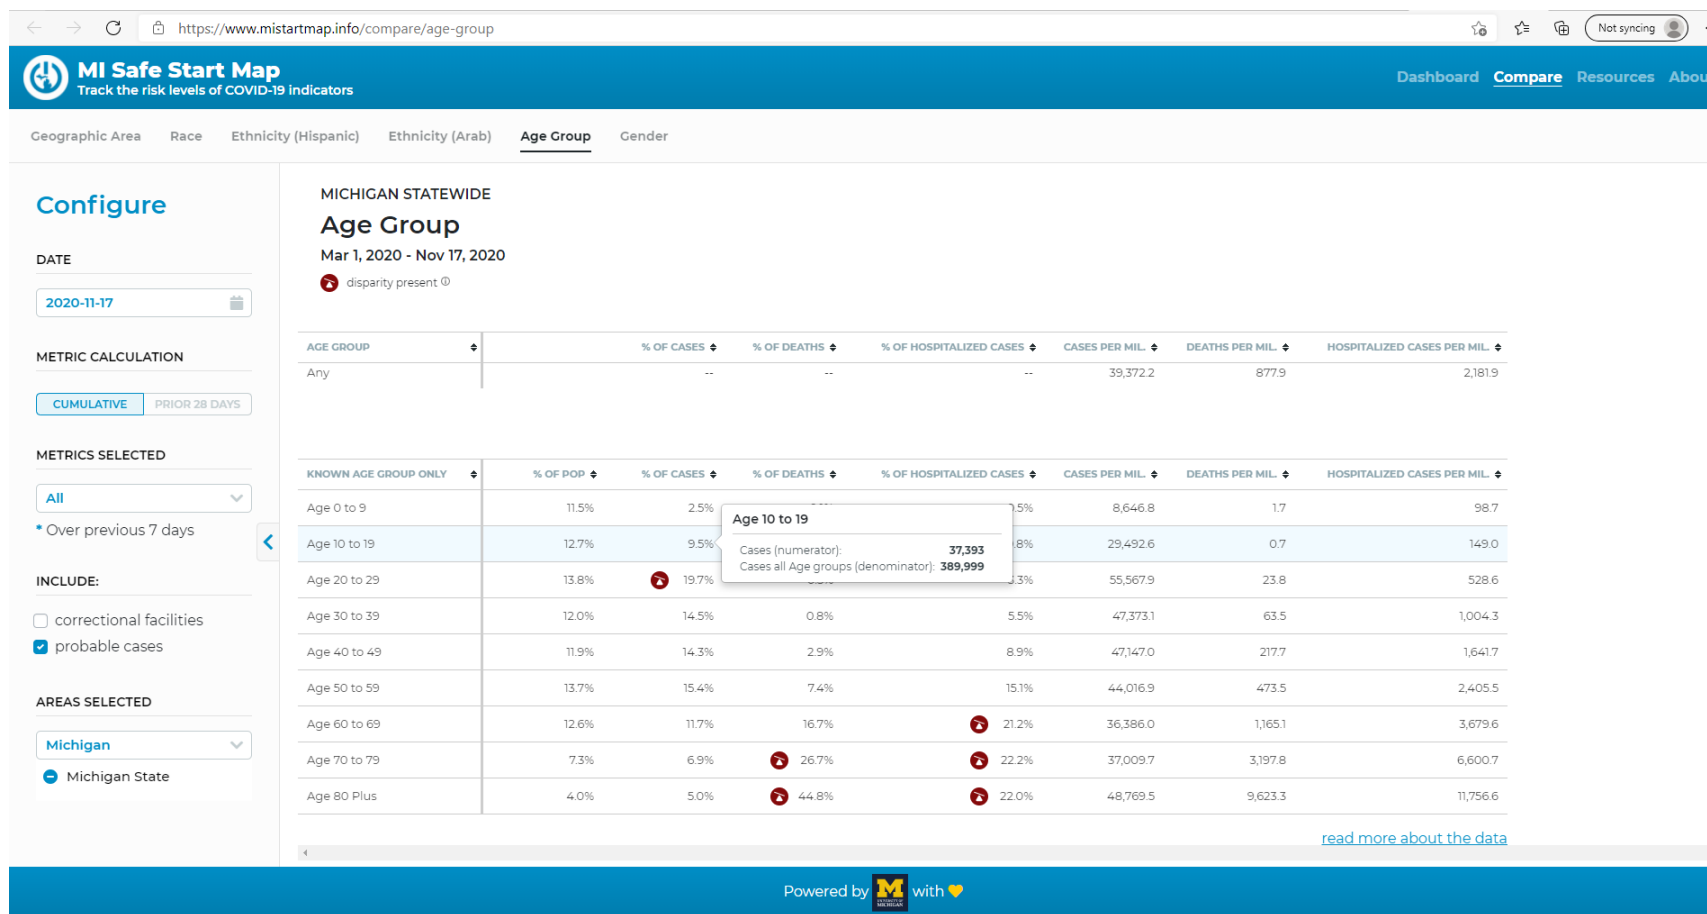 https://www.mistartmap.info/compare/age-group Not syncing
MI Safe Start Map
Track the risk levels of COVID-19 indicators
Dashboard Compare Resources
Geographic Area Race Ethnicity (Hispanic) Ethnicity (Arab) Age Group Gender
Configure
DATE
2020-11-17
METRIC CALCULATION
CUMULATIVE PRIOR 28 DAYS
METRICS SELECTED
All
* Over previous 7 days
INCLUDE:
correctional facilities
probable cases
AREAS SELECTED
Michigan
Michigan State
MICHIGAN STATEWIDE
Age Group
Mar 1, 2020 - Nov 17, 2020
disparity present
AGE GROUP % OF CASES % OF DEATHS % OF HOSPITALIZED CASES CASES PER MIL. DEATHS PER MIL. HOSPITALIZED CASES PER MIL.
Any -- -- -- 39,372.2 877.9 2,181.9
KNOWN AGE GROUP ONLY % OF POP % OF CASES % OF DEATHS % OF HOSPITALIZED CASES CASES PER MIL. DEATHS PER MIL. HOSPITALIZED CASES PER MIL.
Age 0 to 9 11.5% 2.5% 8,646.8 1.7 98.7
Age 10 to 19 12.7% 9.5% 29,492.6 0.7 149.0
Age 10 to 19
Cases (numerator): 37,393
Cases all Age groups (denominator): 389,999
Age 20 to 29 13.8% 19.7% 55,567.9 23.8 528.6
Age 30 to 39 12.0% 14.5% 0.8% 5.5% 47,373.1 63.5 1,004.3
Age 40 to 49 11.9% 14.3% 2.9% 8.9% 47,147.0 217.7 1,641.7
Age 50 to 59 13.7% 15.4% 7.4% 15.1% 44,016.9 473.5 2,405.5
Age 60 to 69 12.6% 11.7% 16.7% 21.2% 36,386.0 1,165.1 3,679.6
Age 70 to 79 7.3% 6.9% 26.7% 22.2% 37,009.7 3,197.8 6,600.7
Age 80 Plus 4.0% 5.0% 44.8% 22.0% 48,769.5 9,623.3 11,756.6
read more about the data
Powered by M with